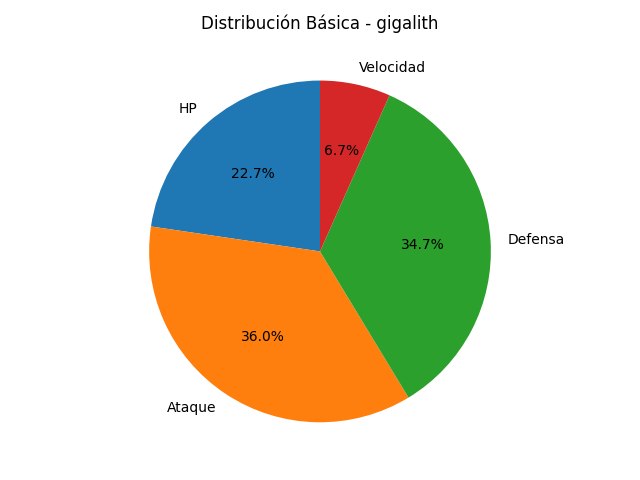 Distribución Básica - gigalith
Velocidad
HP
6.7%
22.7%
Defensa
34.7%
36.0%
Ataque